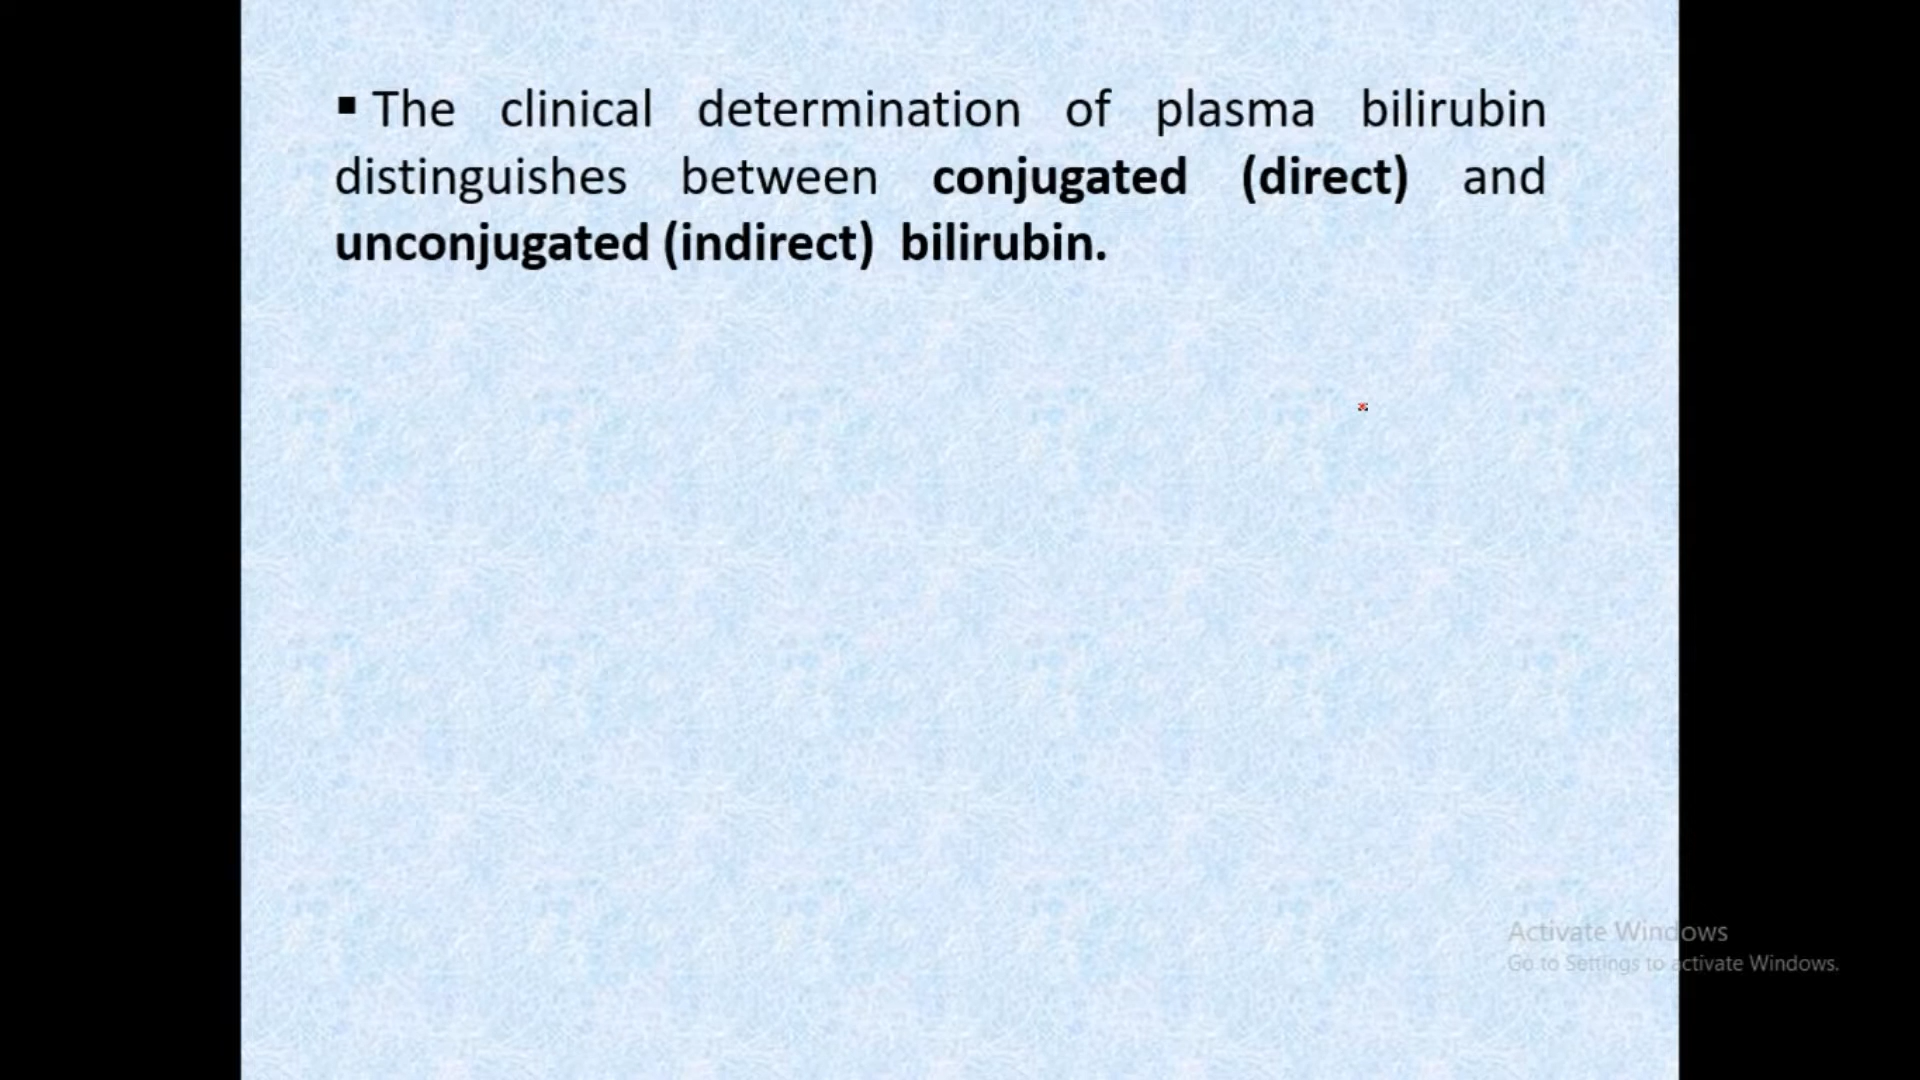 ▪ The clinical determination of plasma bilirubin
distinguishes between conjugated (direct) and
unconjugated (indirect) bilirubin.
Activate Windows
Go to Settings to activate Windows.